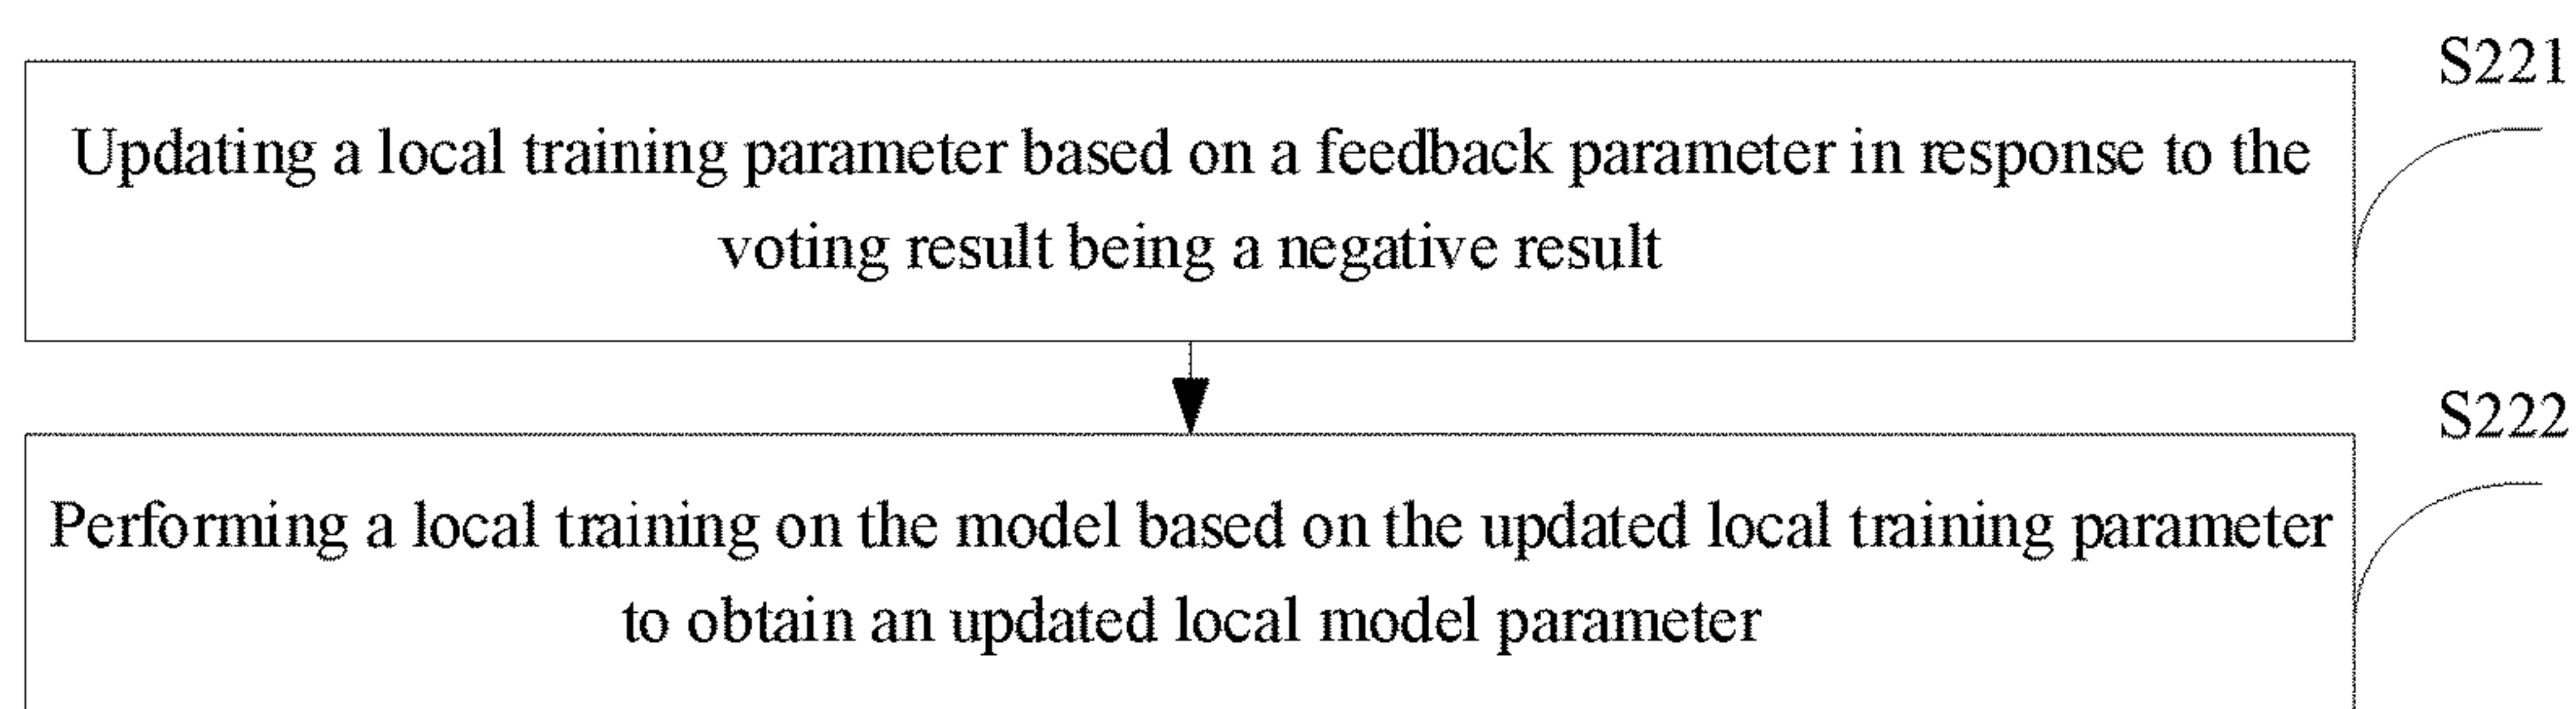 S221
Updating a local training parameter based on a feedback parameter in response to the
voting result being a negative result
S222
Performing a local training on the model based on the updated local training parameter
to obtain an updated local model parameter